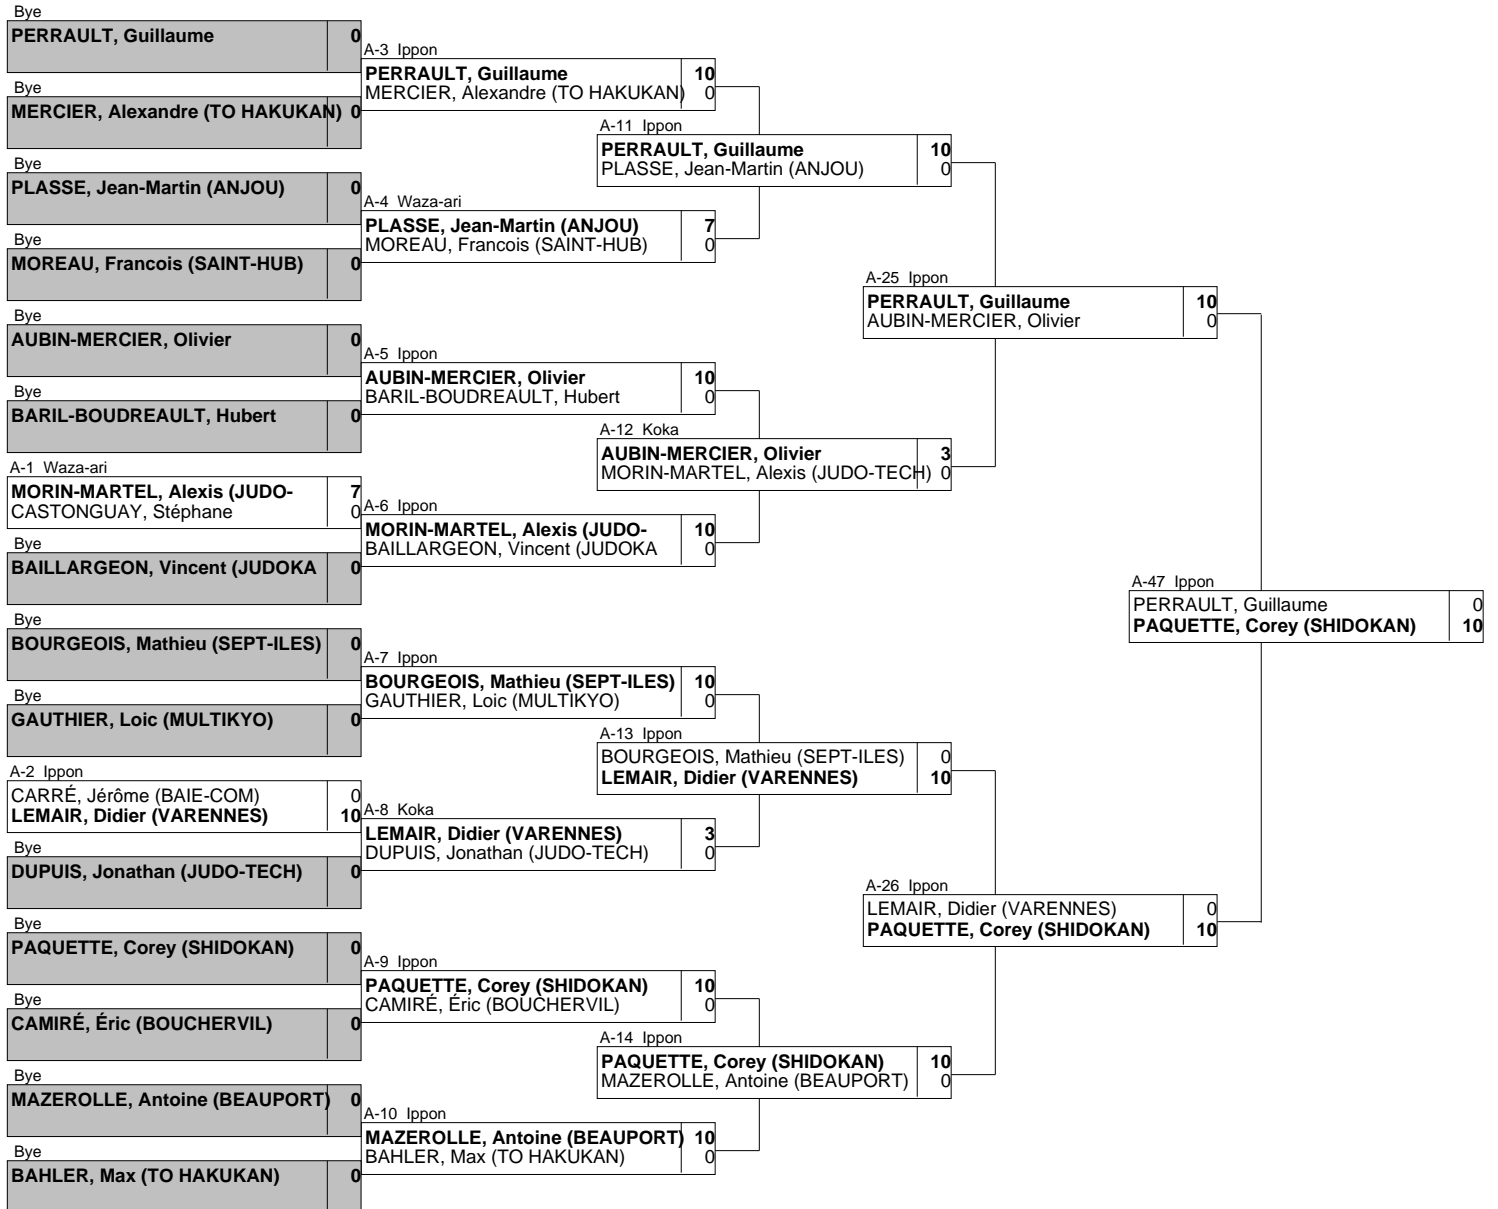 Bye
PERRAULT, Guillaume 0
Bye
MERCIER, Alexandre (TO HAKUKAN) 0
Bye
PLASSE, Jean-Martin (ANJOU) 0
Bye
MOREAU, Francois (SAINT-HUB) 0
Bye
AUBIN-MERCIER, Olivier 0
Bye
BARIL-BOUDREAULT, Hubert 0
A-1 Waza-ari
MORIN-MARTEL, Alexis (JUDO- 7
CASTONGUAY, Stéphane 0
Bye
BAILLARGEON, Vincent (JUDOKA 0
Bye
BOURGEOIS, Mathieu (SEPT-ILES) 0
Bye
GAUTHIER, Loic (MULTIKYO) 0
A-2 Ippon
CARRÉ, Jérôme (BAIE-COM) 0
LEMAIR, Didier (VARENNES) 10
Bye
DUPUIS, Jonathan (JUDO-TECH) 0
Bye
PAQUETTE, Corey (SHIDOKAN) 0
Bye
CAMIRÉ, Éric (BOUCHERVIL) 0
Bye
MAZEROLLE, Antoine (BEAUPORT) 0
Bye
BAHLER, Max (TO HAKUKAN) 0
A-3 Ippon
PERRAULT, Guillaume 10
MERCIER, Alexandre (TO HAKUKAN) 0
A-4 Waza-ari
PLASSE, Jean-Martin (ANJOU) 7
MOREAU, Francois (SAINT-HUB) 0
A-5 Ippon
AUBIN-MERCIER, Olivier 10
BARIL-BOUDREAULT, Hubert 0
A-6 Ippon
MORIN-MARTEL, Alexis (JUDO- 10
BAILLARGEON, Vincent (JUDOKA 0
A-7 Ippon
BOURGEOIS, Mathieu (SEPT-ILES) 10
GAUTHIER, Loic (MULTIKYO) 0
A-8 Koka
LEMAIR, Didier (VARENNES) 3
DUPUIS, Jonathan (JUDO-TECH) 0
A-9 Ippon
PAQUETTE, Corey (SHIDOKAN) 10
CAMIRÉ, Éric (BOUCHERVIL) 0
A-10 Ippon
MAZEROLLE, Antoine (BEAUPORT) 10
BAHLER, Max (TO HAKUKAN) 0
A-11 Ippon
PERRAULT, Guillaume 10
PLASSE, Jean-Martin (ANJOU) 0
A-12 Koka
AUBIN-MERCIER, Olivier 3
MORIN-MARTEL, Alexis (JUDO-TECH) 0
A-13 Ippon
BOURGEOIS, Mathieu (SEPT-ILES) 0
LEMAIR, Didier (VARENNES) 10
A-14 Ippon
PAQUETTE, Corey (SHIDOKAN) 10
MAZEROLLE, Antoine (BEAUPORT) 0
A-25 Ippon
PERRAULT, Guillaume 10
AUBIN-MERCIER, Olivier 0
A-26 Ippon
LEMAIR, Didier (VARENNES) 0
PAQUETTE, Corey (SHIDOKAN) 10
A-47 Ippon
PERRAULT, Guillaume 0
PAQUETTE, Corey (SHIDOKAN) 10